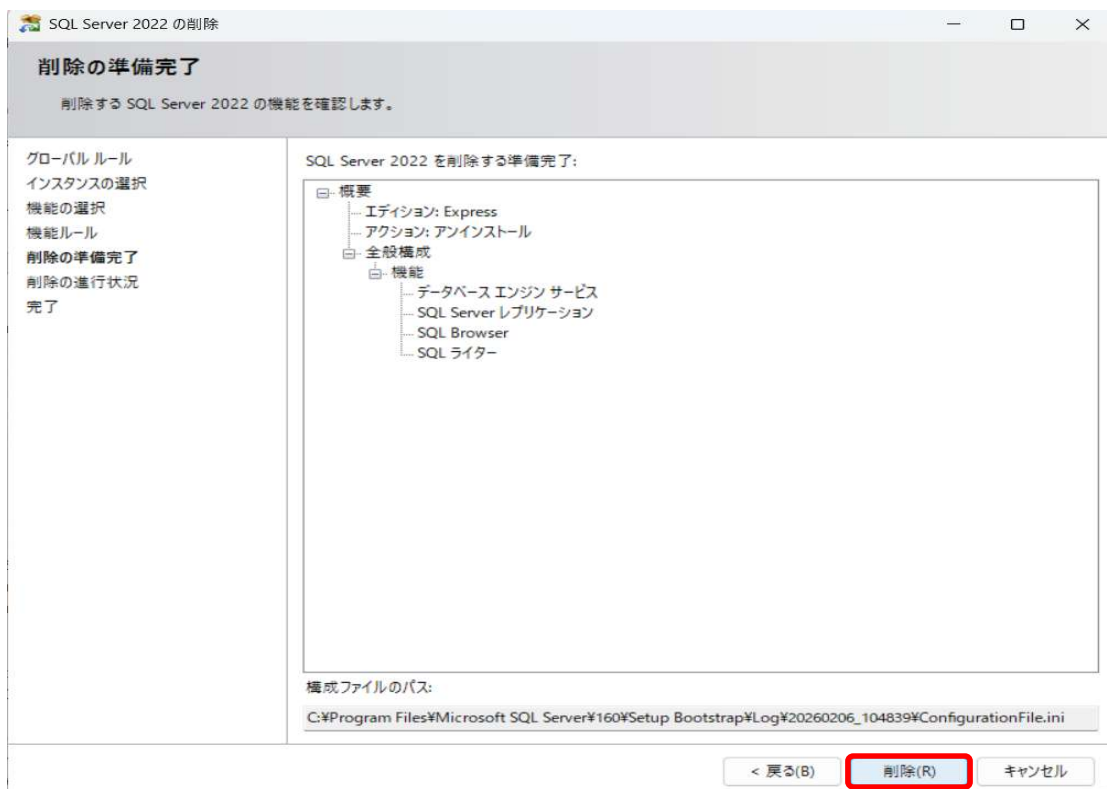 SQL Server 2022 の削除
削除の準備完了
削除する SQL Server 2022 の機能を確認します。
グローバル ルール
インスタンスの選択
機能の選択
機能ルール
削除の準備完了
削除の進行状況
完了
SQL Server 2022 を削除する準備完了:
概要
エディション: Express
アクション: アンインストール
全般構成
機能
データベース エンジン サービス
SQL Server レプリケーション
SQL Browser
SQL ライター
構成ファイルのパス:
C:¥Program Files¥Microsoft SQL Server¥160¥Setup Bootstrap¥Log¥20260206_104839¥ConfigurationFile.ini
< 戻る(B)
削除(R)
キャンセル